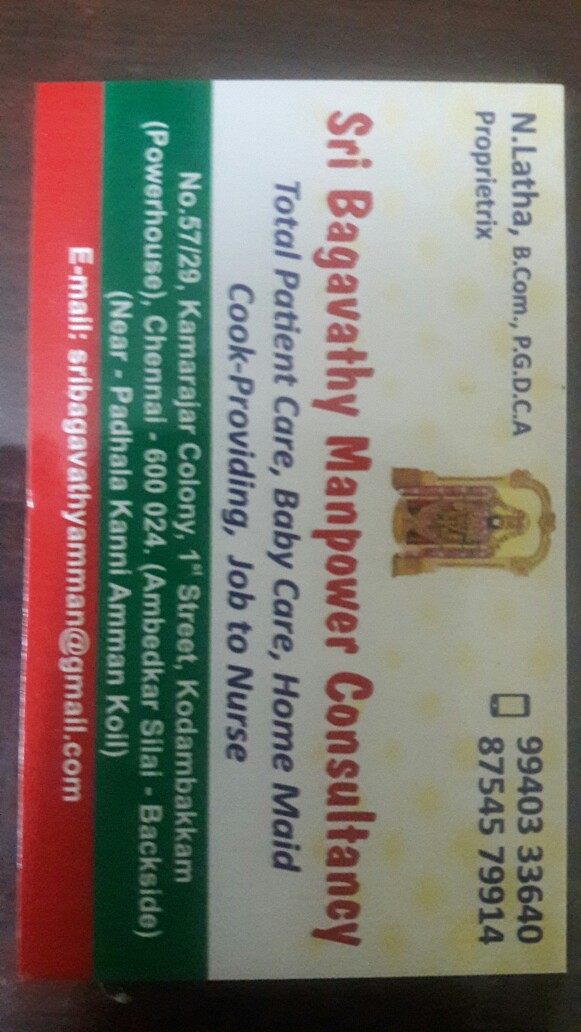 N.Latha, B.Com., P.G.D.C.A
Proprietrix
99403 33640
87545 79914
Sri Bagavathy Manpower Consultancy
Total Patient Care, Baby Care, Home Maid
Cook-Providing, Job to Nurse
No.57/29, Kamarajar Colony, 1st Street, Kodambakkam
(Powerhouse), Chennai - 600 024. (Ambedkar Silai - Backside)
(Near - Padhala Kanni Amman Koil)
E-mail: sribagavathyamman@gmail.com